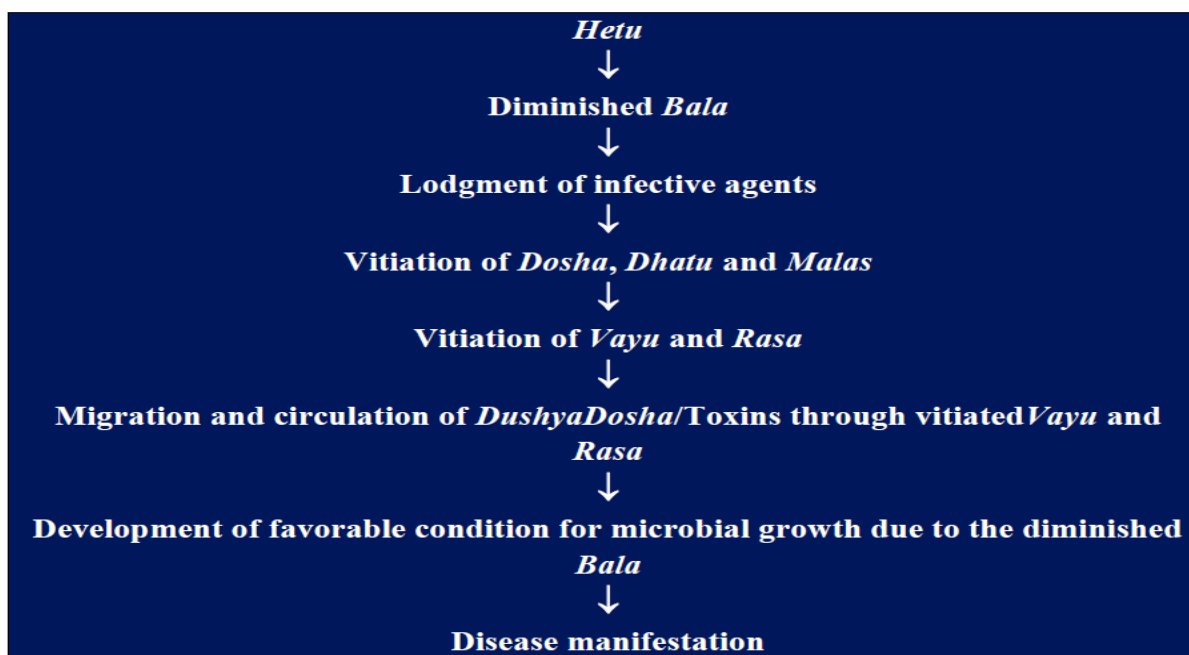 Hetu
↓
Diminished Bala
↓
Lodgment of infective agents
↓
Vitiation of Dosha, Dhatu and Malas
↓
Vitiation of Vayu and Rasa
↓
Migration and circulation of DushyaDosha/Toxins through vitiatedVayu and
Rasa
↓
Development of favorable condition for microbial growth due to the diminished
Bala
↓
Disease manifestation